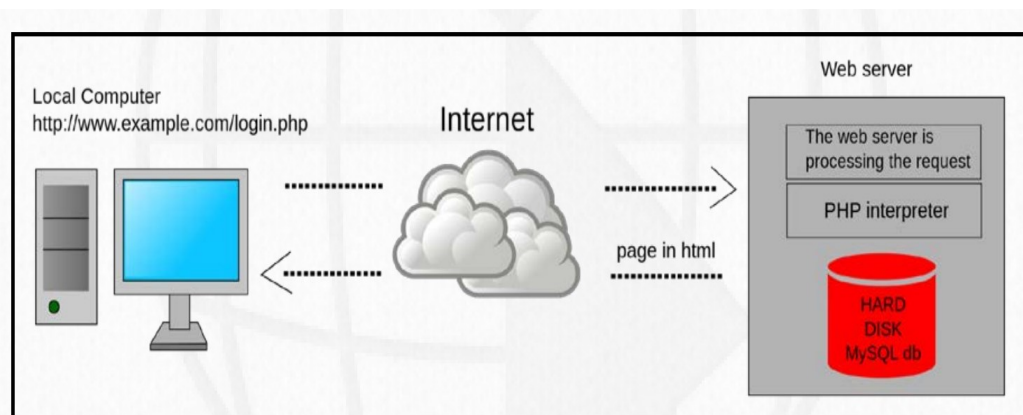 Local Computer
http://www.example.com/login.php
Internet
Web server
The web server is
processing the request
PHP interpreter
page in html
HARD
DISK
MySQL db